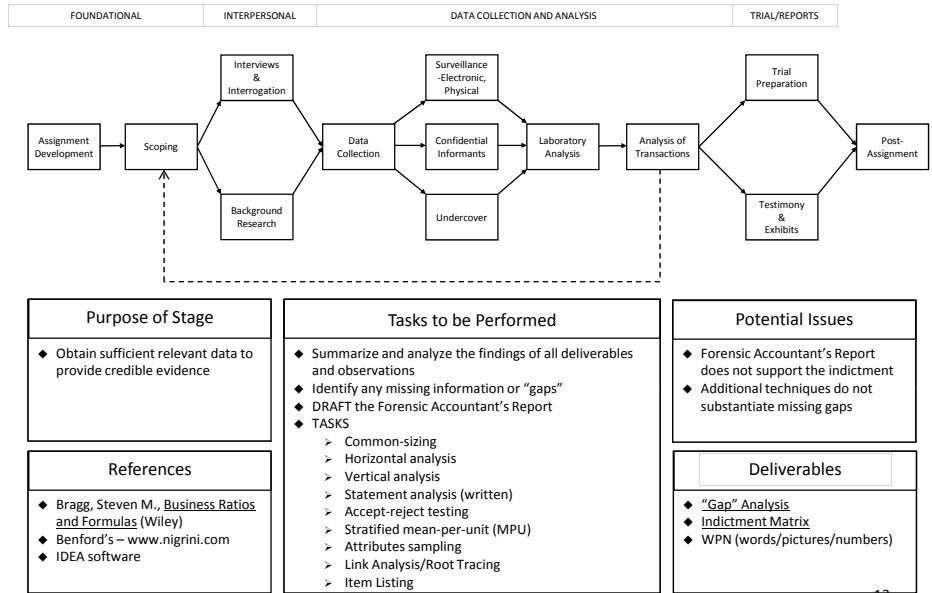 FOUNDATIONAL
INTERPERSONAL
DATA COLLECTION AND ANALYSIS
TRIAL/REPORTS
Interviews
&
Interrogation
Surveillance
-Electronic,
Physical
Trial
Preparation
Assignment
Development
Scoping
Data
Collection
Confidential
Informants
Laboratory
Analysis
Analysis of
Transactions
Post-
Assignment
Background
Research
Undercover
Testimony
&
Exhibits
Purpose of Stage
◆ Obtain sufficient relevant data to
provide credible evidence
References
◆ Bragg, Steven M., Business Ratios
and Formulas (Wiley)
◆ Benford's – www.nigrini.com
◆ IDEA software
Tasks to be Performed
◆ Summarize and analyze the findings of all deliverables
and observations
◆ Identify any missing information or “gaps”
◆ DRAFT the Forensic Accountant’s Report
◆ TASKS
➢ Common-sizing
➢ Horizontal analysis
➢ Vertical analysis
➢ Statement analysis (written)
➢ Accept-reject testing
➢ Stratified mean-per-unit (MPU)
➢ Attributes sampling
➢ Link Analysis/Root Tracing
➢ Item Listing
Potential Issues
◆ Forensic Accountant’s Report
does not support the indictment
◆ Additional techniques do not
substantiate missing gaps
Deliverables
◆ “Gap” Analysis
◆ Indictment Matrix
◆ WPN (words/pictures/numbers)